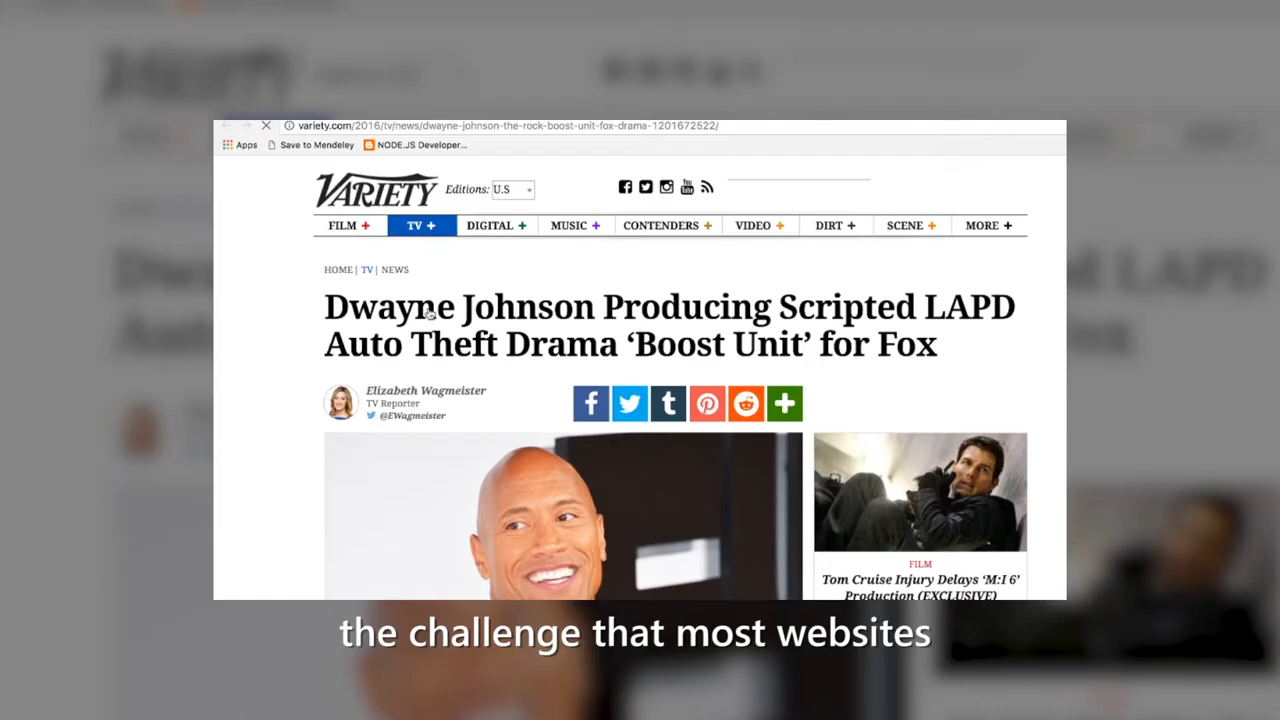 variety.com/2016/tv/news/dwayne-johnson-the-rock-boost-unit-fox-drama-1201672522/
Apps Save to Mendeley NODE.JS Developer...
VARIETY Editions: U.S
FILM + TV + DIGITAL + MUSIC + CONTENDERS + VIDEO + DIRT + SCENE + MORE +
HOME | TV | NEWS
Dwayne Johnson Producing Scripted LAPD
Auto Theft Drama ‘Boost Unit’ for Fox
Elizabeth Wagmeister
TV Reporter
@EWagmeister
FILM
Tom Cruise Injury Delays ‘M:I 6’
Production (EXCLUSIVE)
the challenge that most websites